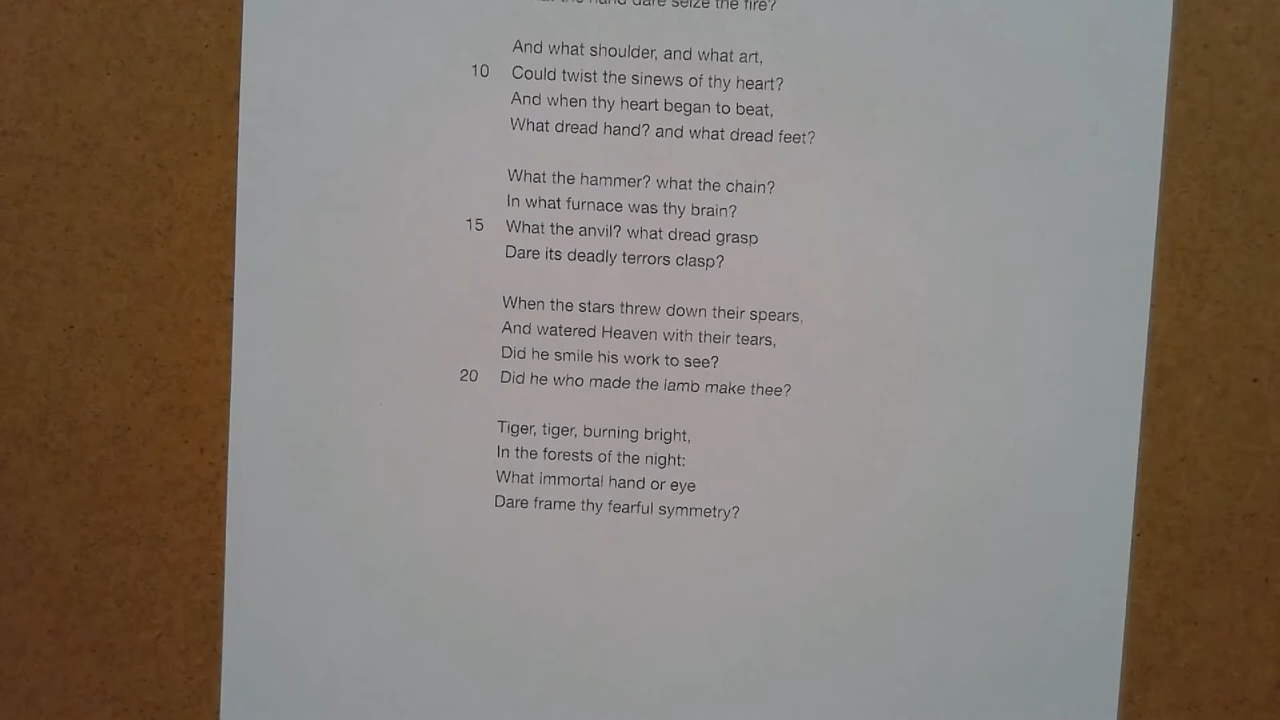 hand dare seize the fire?
And what shoulder, and what art,
10 Could twist the sinews of thy heart?
And when thy heart began to beat,
What dread hand? and what dread feet?
What the hammer? what the chain?
In what furnace was thy brain?
15 What the anvil? what dread grasp
Dare its deadly terrors clasp?
When the stars threw down their spears,
And watered Heaven with their tears,
Did he smile his work to see?
20 Did he who made the lamb make thee?
Tiger, tiger, burning bright,
In the forests of the night:
What immortal hand or eye
Dare frame thy fearful symmetry?